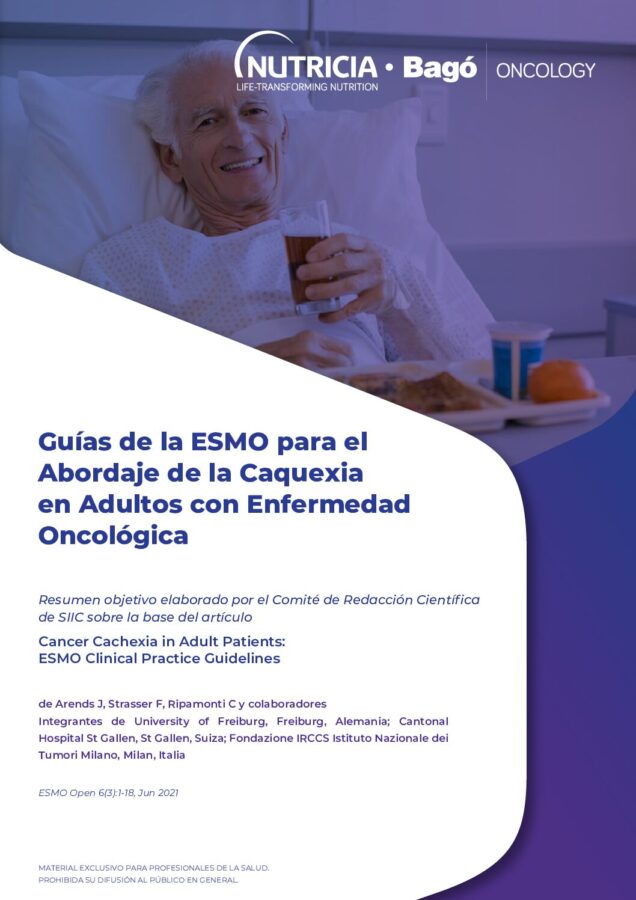 NUTRICIA • Bagó ONCOLOGY
LIFE-TRANSFORMING NUTRITION
Guías de la ESMO para el
Abordaje de la Caquexia
en Adultos con Enfermedad
Oncológica
Resumen objetivo elaborado por el Comité de Redacción Científica
de SIIC sobre la base del artículo
Cancer Cachexia in Adult Patients:
ESMO Clinical Practice Guidelines
de Arends J, Strasser F, Ripamonti C y colaboradores
Integrantes de University of Freiburg, Freiburg, Alemania; Cantonal
Hospital St Gallen, St Gallen, Suiza; Fondazione IRCCS Istituto Nazionale dei
Tumori Milano, Milan, Italia
ESMO Open 6(3):1-18, Jun 2021
MATERIAL EXCLUSIVO PARA PROFESIONALES DE LA SALUD.
PROHIBIDA SU DIFUSIÓN AL PÚBLICO EN GENERAL.